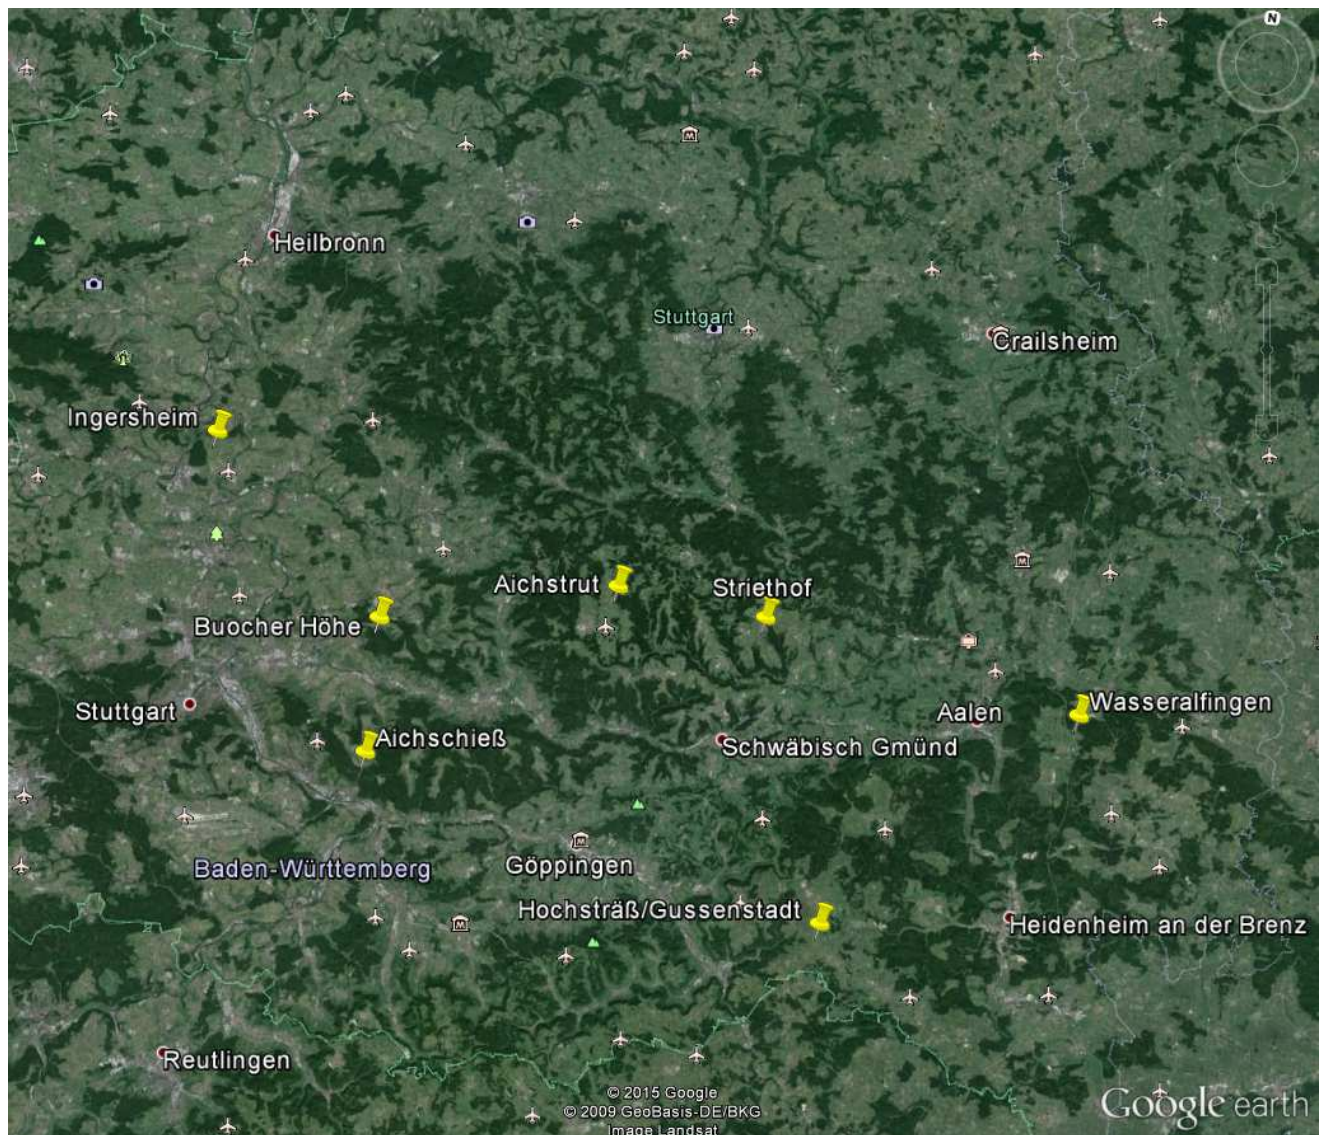 N
Heilbronn
Stuttgart
Crailsheim
Ingersheim
Aichstrut
Striethof
Buocher Höhe
Wasseralfingen
Stuttgart
Aalen
Aichschieß
Schwäbisch Gmünd
Göppingen
Baden-Württemberg
Hochsträß/Gussenstadt
Heidenheim an der Brenz
Reutlingen
© 2015 Google
© 2009 GeoBasis-DE/BKG
Image Landsat
Google earth